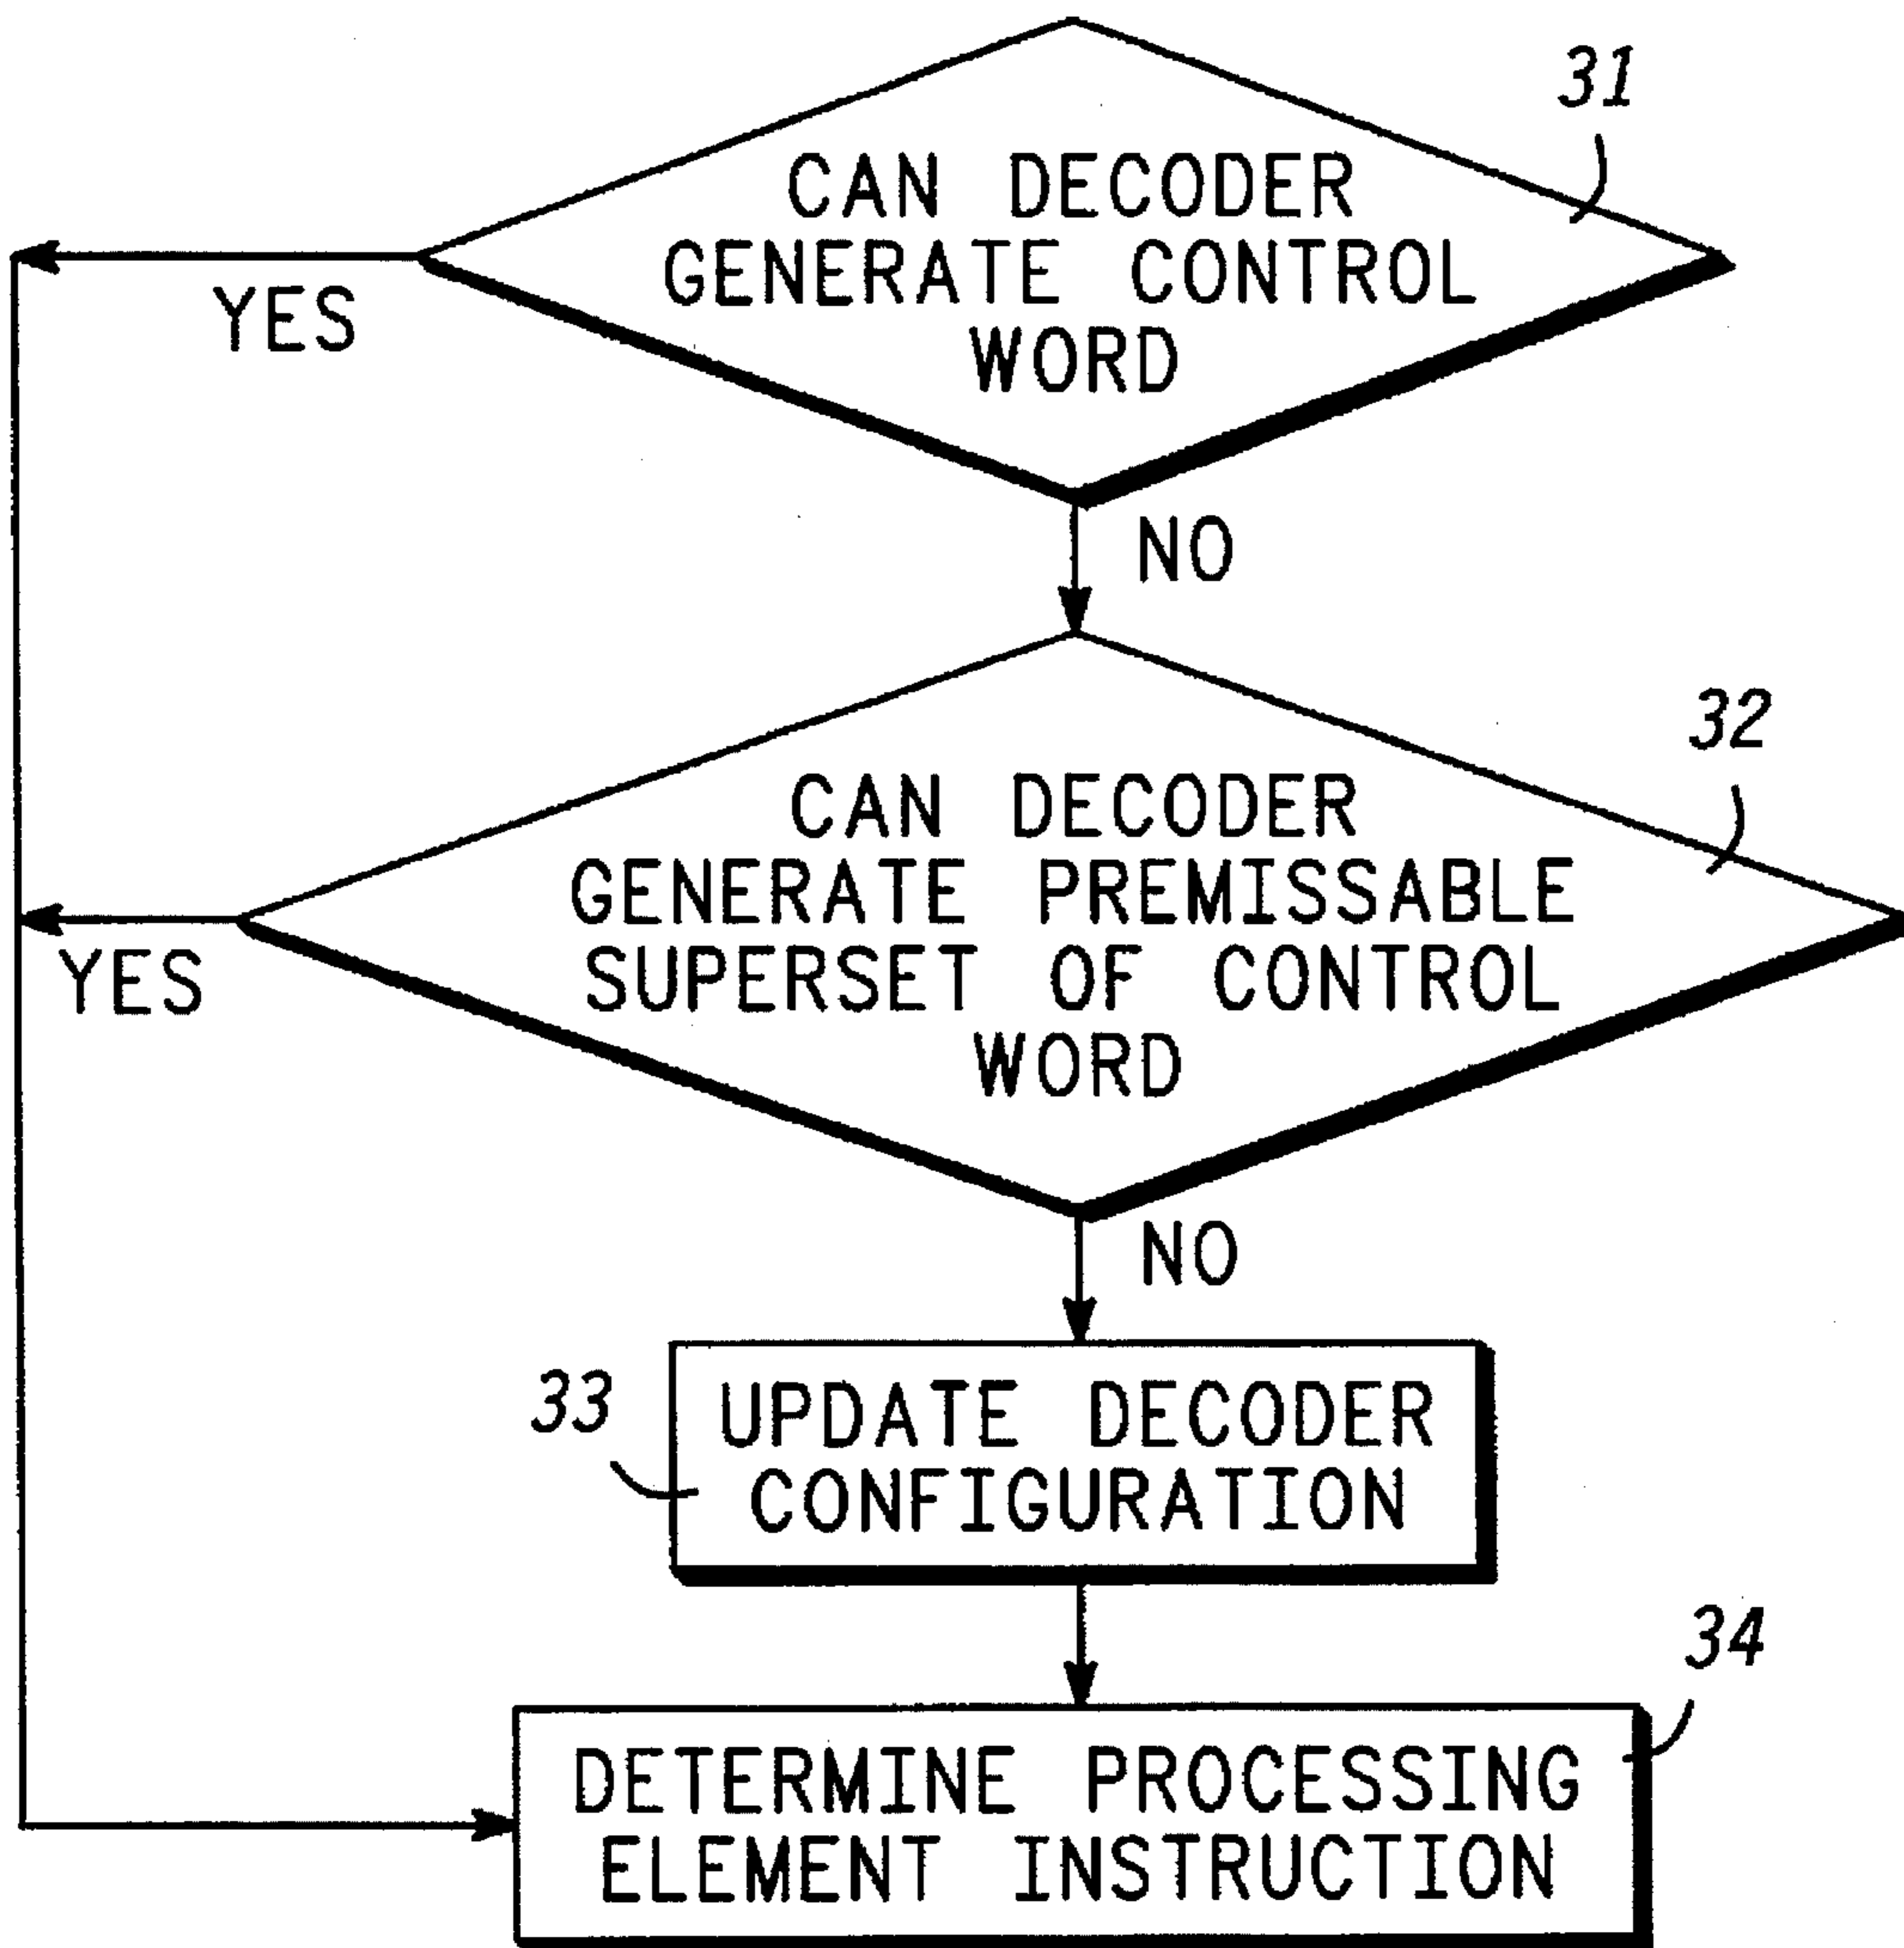 31
CAN DECODER
GENERATE CONTROL
WORD
YES
NO
32
CAN DECODER
GENERATE PREMISSABLE
SUPERSET OF CONTROL
WORD
YES
NO
33
UPDATE DECODER
CONFIGURATION
34
DETERMINE PROCESSING
ELEMENT INSTRUCTION